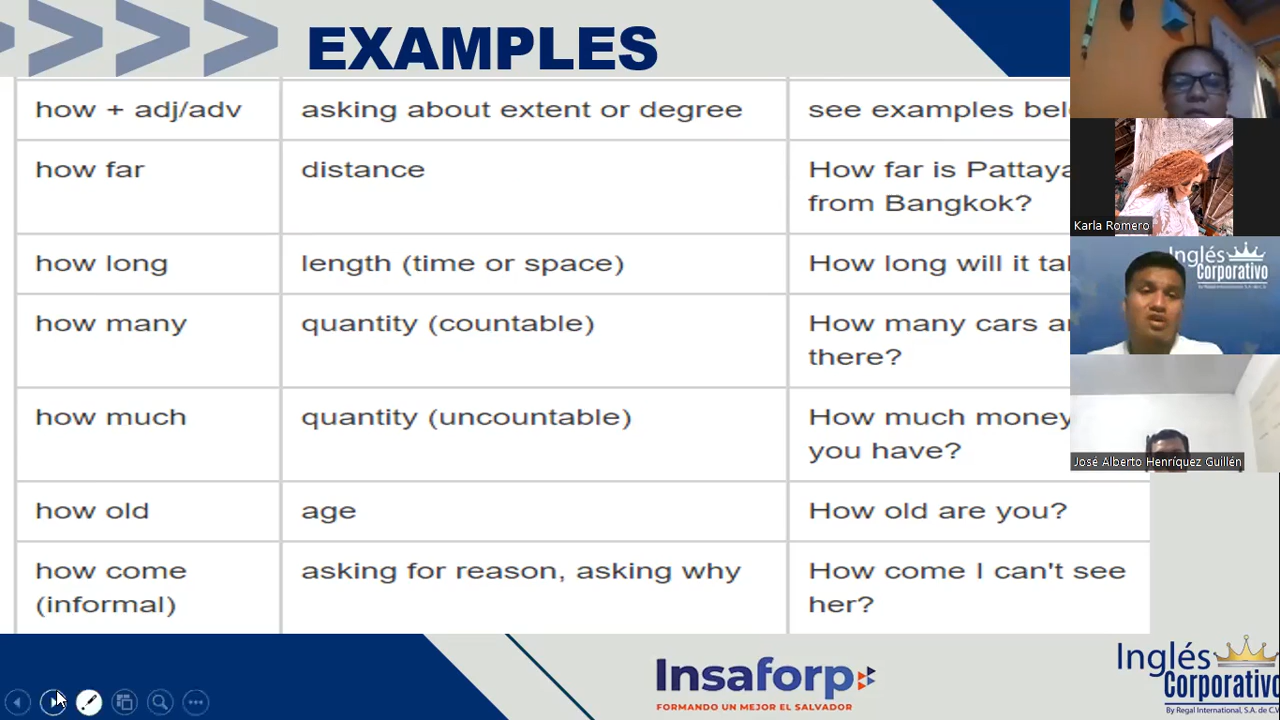 EXAMPLES
how + adj/adv asking about extent or degree see examples
how far distance How far is Pattaya
from Bangkok?
how long length (time or space) How long will it
how many quantity (countable) How many cars
there?
how much quantity (uncountable) How much money
you have?
how old age How old are you?
how come asking for reason, asking why How come I can't see
(informal) her?
Karla Romero
Inglés
Corporativo
José Alberto Henríquez Guillén
Insaforp
FORMANDO UN MEJOR EL SALVADOR
Inglés
Corporativo
By Regal International, S.A. de C.V